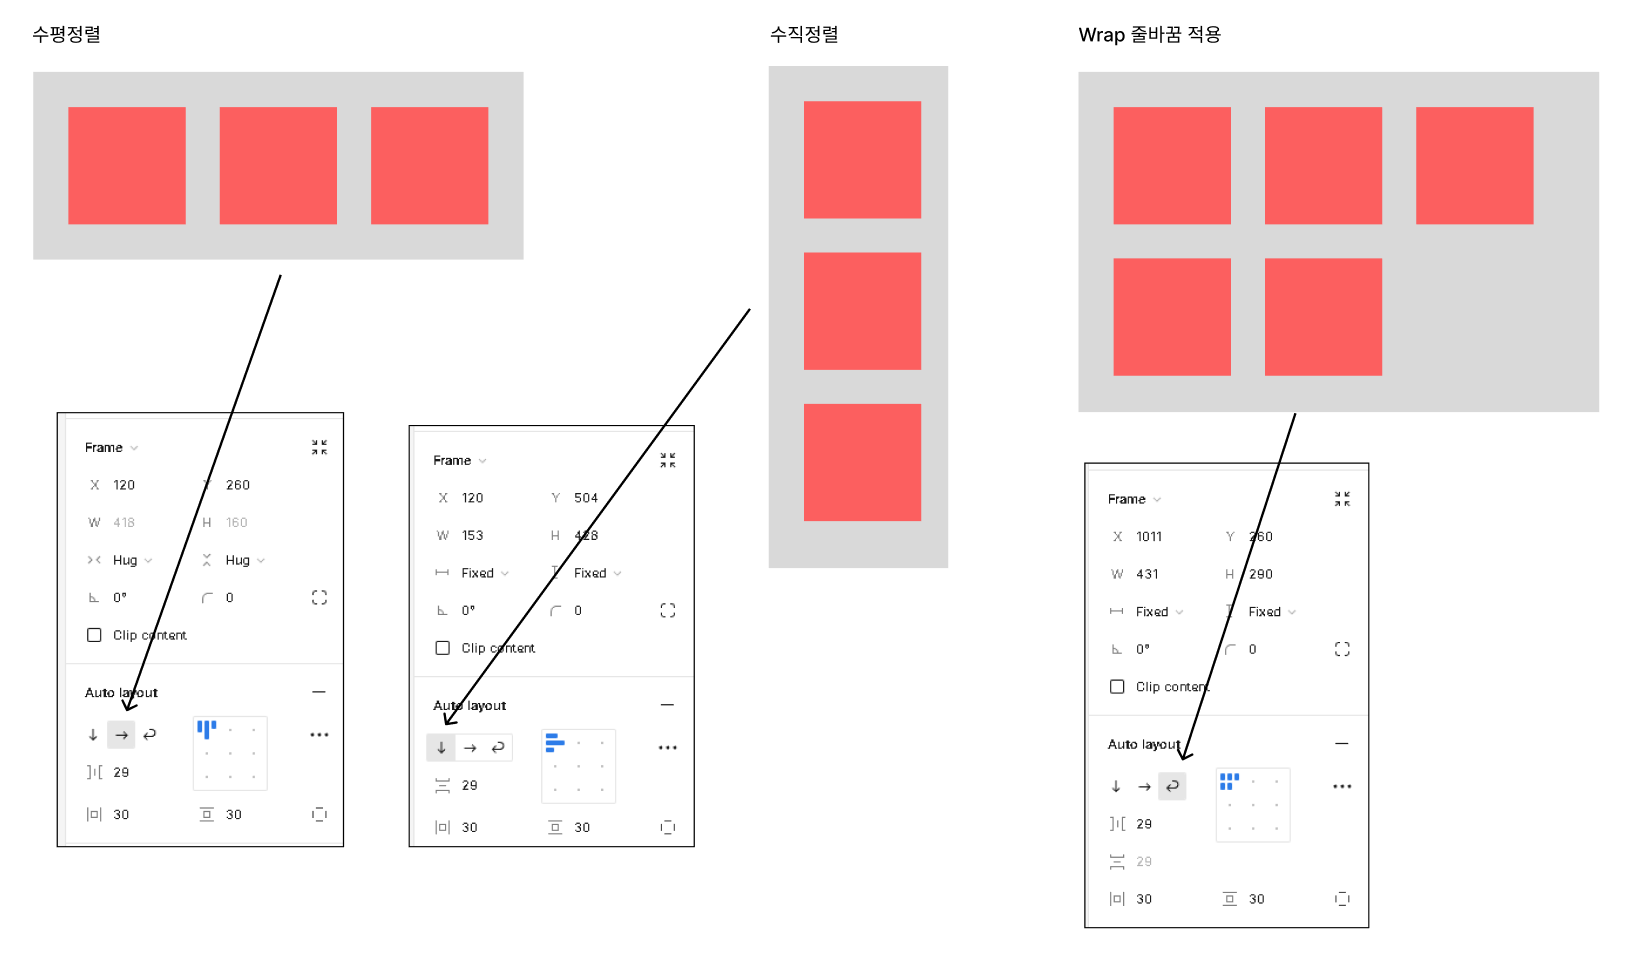 수평정렬
수직정렬
Wrap 줄바꿈 적용
Frame
X 120 Y 260
W 418 H 160
Hug Hug
0° 0
Clip content
Auto layout
29
30 30
Frame
X 120 Y 504
W 153 H 428
Fixed Fixed
0° 0
Clip content
Auto layout
29
30 30
Frame
X 1011 Y 260
W 431 H 290
Fixed Fixed
0° 0
Clip content
Auto layout
29
29
30 30